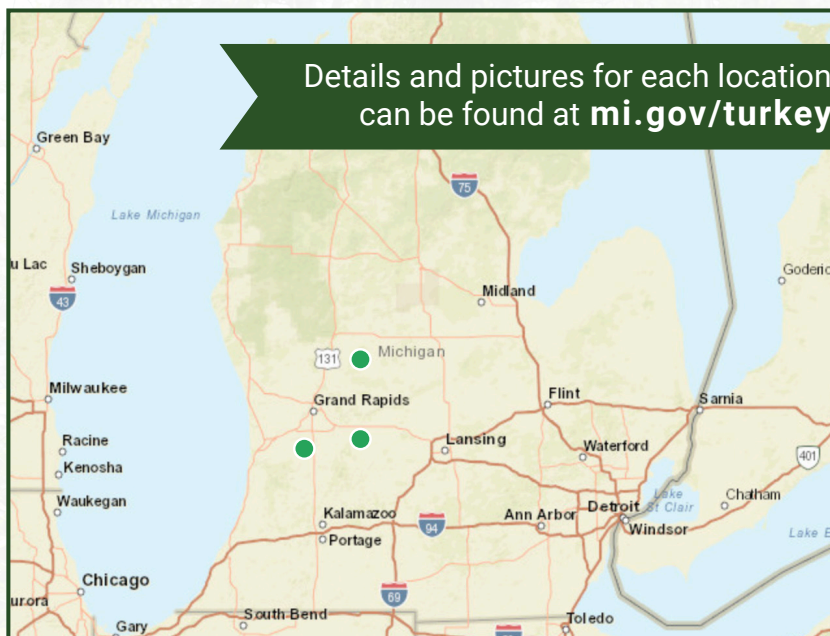 Details and pictures for each location
can be found at mi.gov/turkey
Green Bay
75
Lake Michigan
u Lac
Sheboygan
Goderic
43
Midland
131
Michigan
Milwaukee
Grand Rapids
Flint
Sarnia
Racine
Lansing
Waterford
401
Kenosha
Waukegan
Kalamazoo
94
Ann Arbor
Detroit
Lake
St Clair
Chatham
Portage
Windsor
Lake E
Chicago
69
urora
Gary
South Bend
Toledo